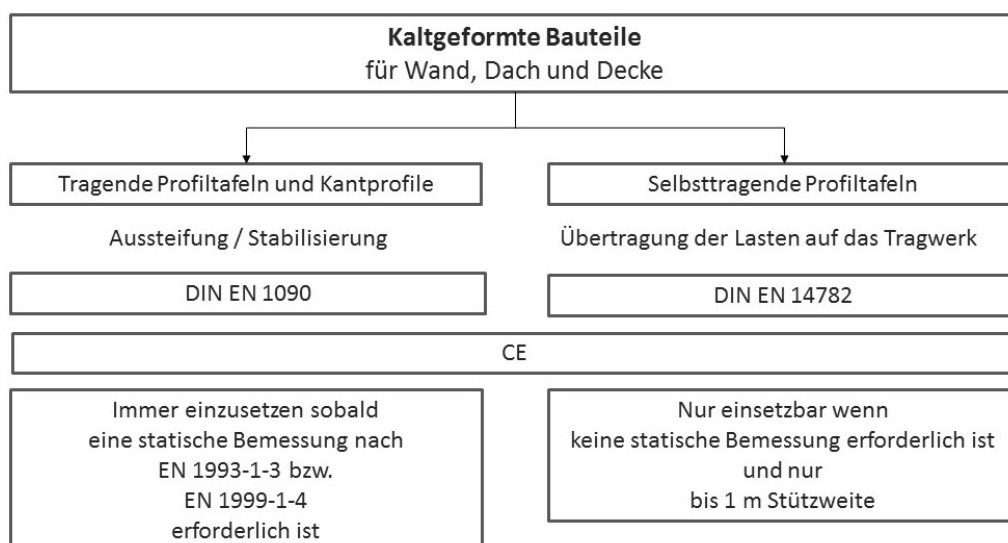 Kaltgeformte Bauteile
für Wand, Dach und Decke
Tragende Profiltafeln und Kantprofile
Selbsttragende Profiltafeln
Aussteifung / Stabilisierung
Übertragung der Lasten auf das Tragwerk
DIN EN 1090
DIN EN 14782
CE
Immer einzusetzen sobald
eine statische Bemessung nach
EN 1993-1-3 bzw.
EN 1999-1-4
erforderlich ist
Nur einsetzbar wenn
keine statische Bemessung erforderlich ist
und nur
bis 1 m Stützweite